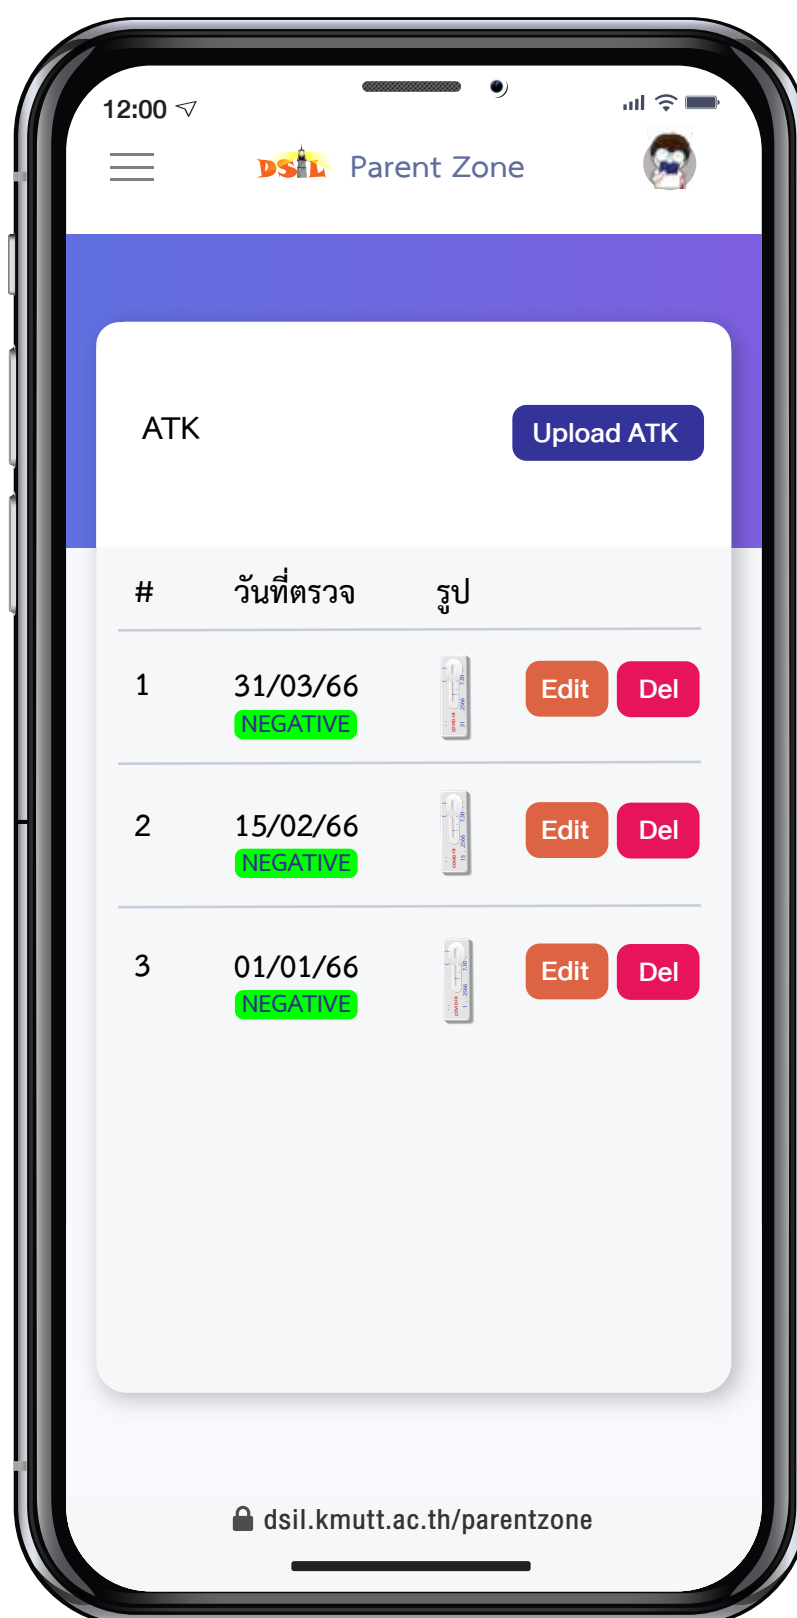 12:00
DSIL Parent Zone
ATK
Upload ATK
# วันที่ตรวจ รูป
1 31/03/66 Edit Del
NEGATIVE
2 15/02/66 Edit Del
NEGATIVE
3 01/01/66 Edit Del
NEGATIVE
dsil.kmutt.ac.th/parentzone